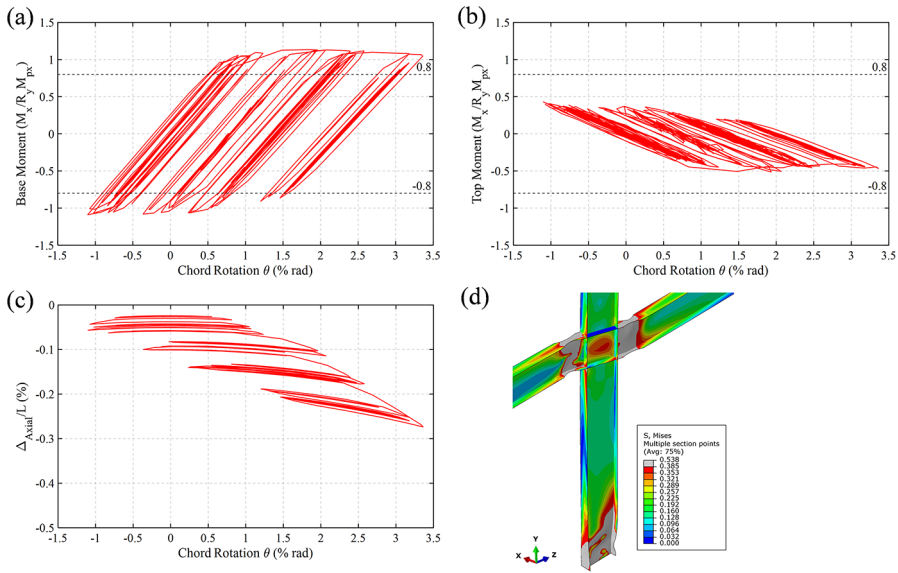 (a)
1.5
1
0.5
0
-0.5
-1
-1.5
0.8
-0.8
-1.5 -1 -0.5 0 0.5 1 1.5 2 2.5 3 3.5
Base Moment (Mx/RyMpx)
Chord Rotation θ (% rad)
(b)
1.5
1
0.5
0
-0.5
-1
-1.5
0.8
-0.8
-1.5 -1 -0.5 0 0.5 1 1.5 2 2.5 3 3.5
Top Moment (Mx/RyMpx)
Chord Rotation θ (% rad)
(c)
0
-0.1
-0.2
-0.3
-0.4
-0.5
-1.5 -1 -0.5 0 0.5 1 1.5 2 2.5 3 3.5
ΔAxial/L (%)
Chord Rotation θ (% rad)
(d)
S, Mises
Multiple section points
(Avg: 75%)
0.538
0.385
0.353
0.321
0.289
0.257
0.225
0.192
0.160
0.128
0.096
0.064
0.032
0.000
Y
X
Z